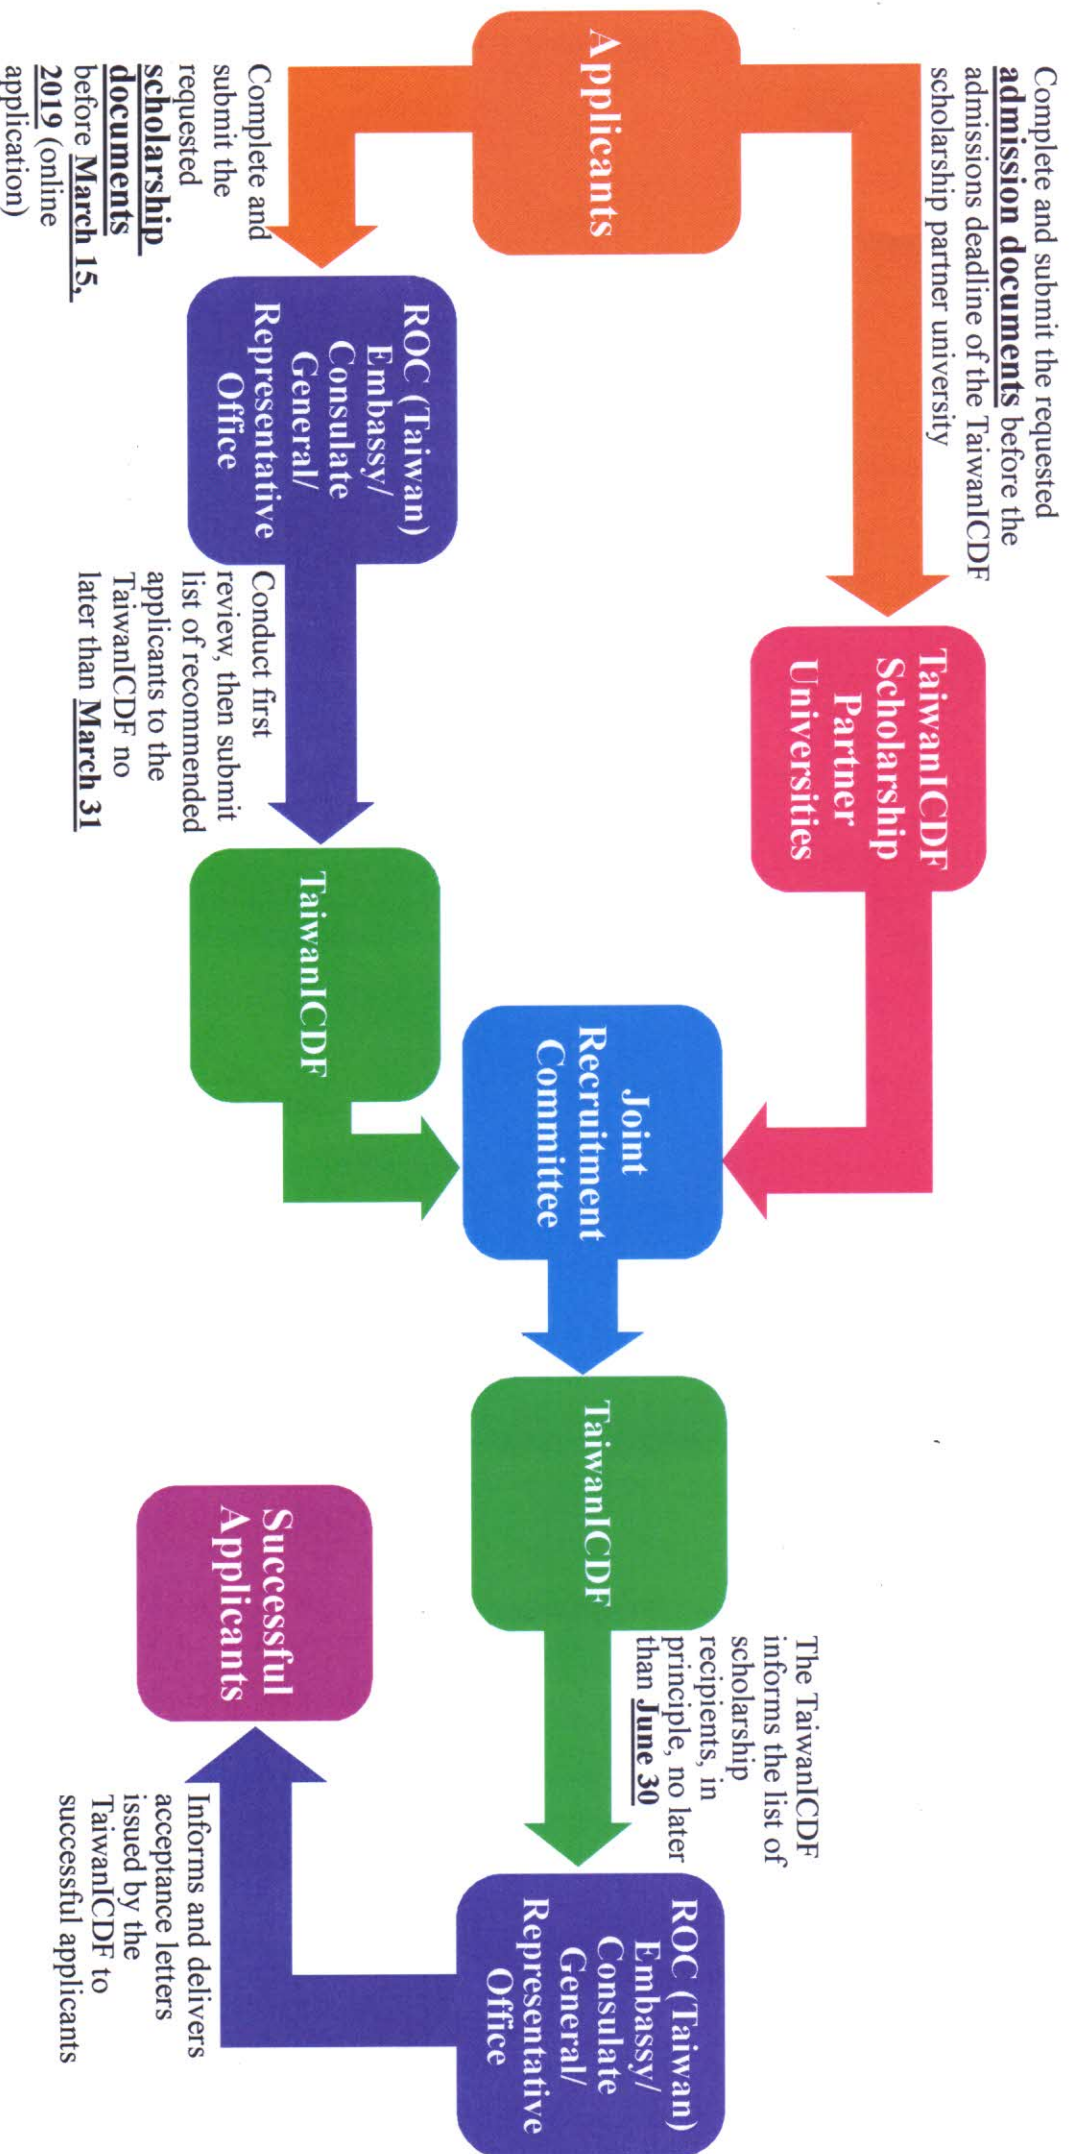 Complete and submit the requested
admission documents before the
admissions deadline of the TaiwanICDF
scholarship partner university
Applicants
Complete and
submit the
requested
scholarship
documents
before March 15,
2019 (online
application)
TaiwanICDF
Scholarship
Partner
Universities
ROC (Taiwan)
Embassy/
Consulate
General/
Representative
Office
Conduct first
review, then submit
list of recommended
applicants to the
TaiwanICDF no
later than March 31
TaiwanICDF
Joint
Recruitment
Committee
TaiwanICDF
The TaiwanICDF
informs the list of
scholarship
recipients, in
principle, no later
than June 30
ROC (Taiwan)
Embassy/
Consulate
General/
Representative
Office
Informs and delivers
acceptance letters
issued by the
TaiwanICDF to
successful applicants
Successful
Applicants